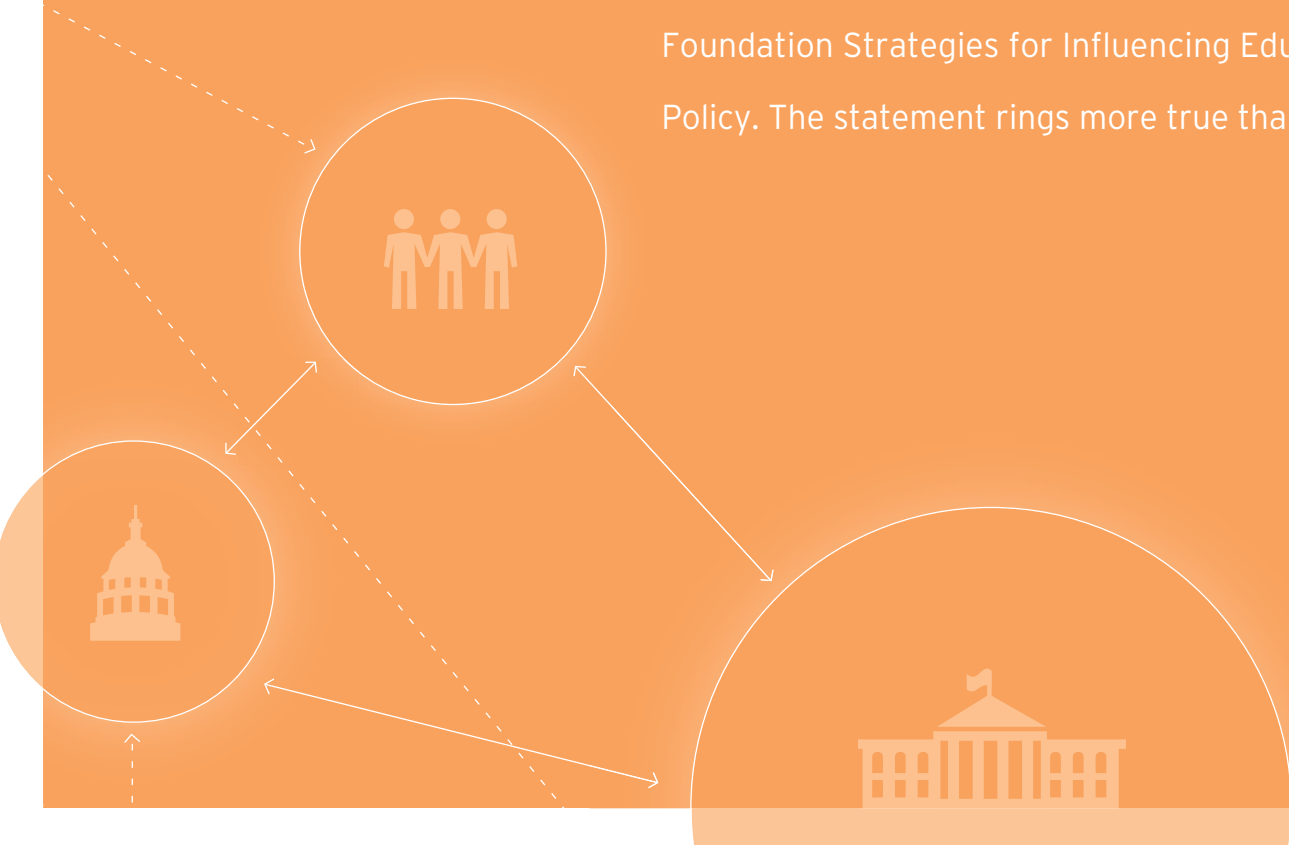 Foundation Strategies for Influencing Edu
Policy. The statement rings more true tha